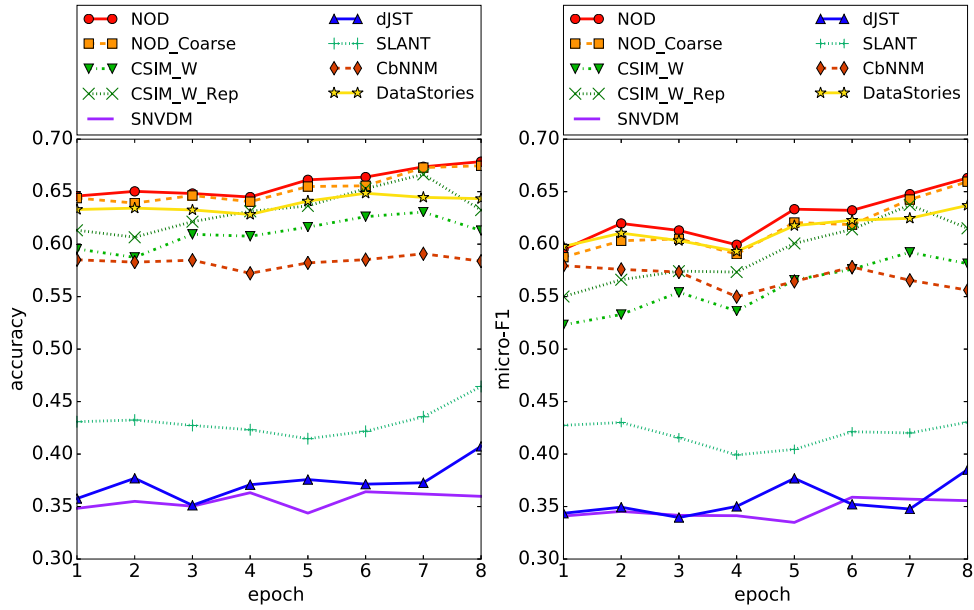 NOD
NOD_Coarse
CSIM_W
CSIM_W_Rep
SNVDM
dJST
SLANT
CbNNM
DataStories
0.70
0.65
0.60
0.55
0.50
0.45
0.40
0.35
0.30
accuracy
1 2 3 4 5 6 7 8
epoch
NOD
NOD_Coarse
CSIM_W
CSIM_W_Rep
SNVDM
dJST
SLANT
CbNNM
DataStories
0.70
0.65
0.60
0.55
0.50
0.45
0.40
0.35
0.30
micro-F1
1 2 3 4 5 6 7 8
epoch